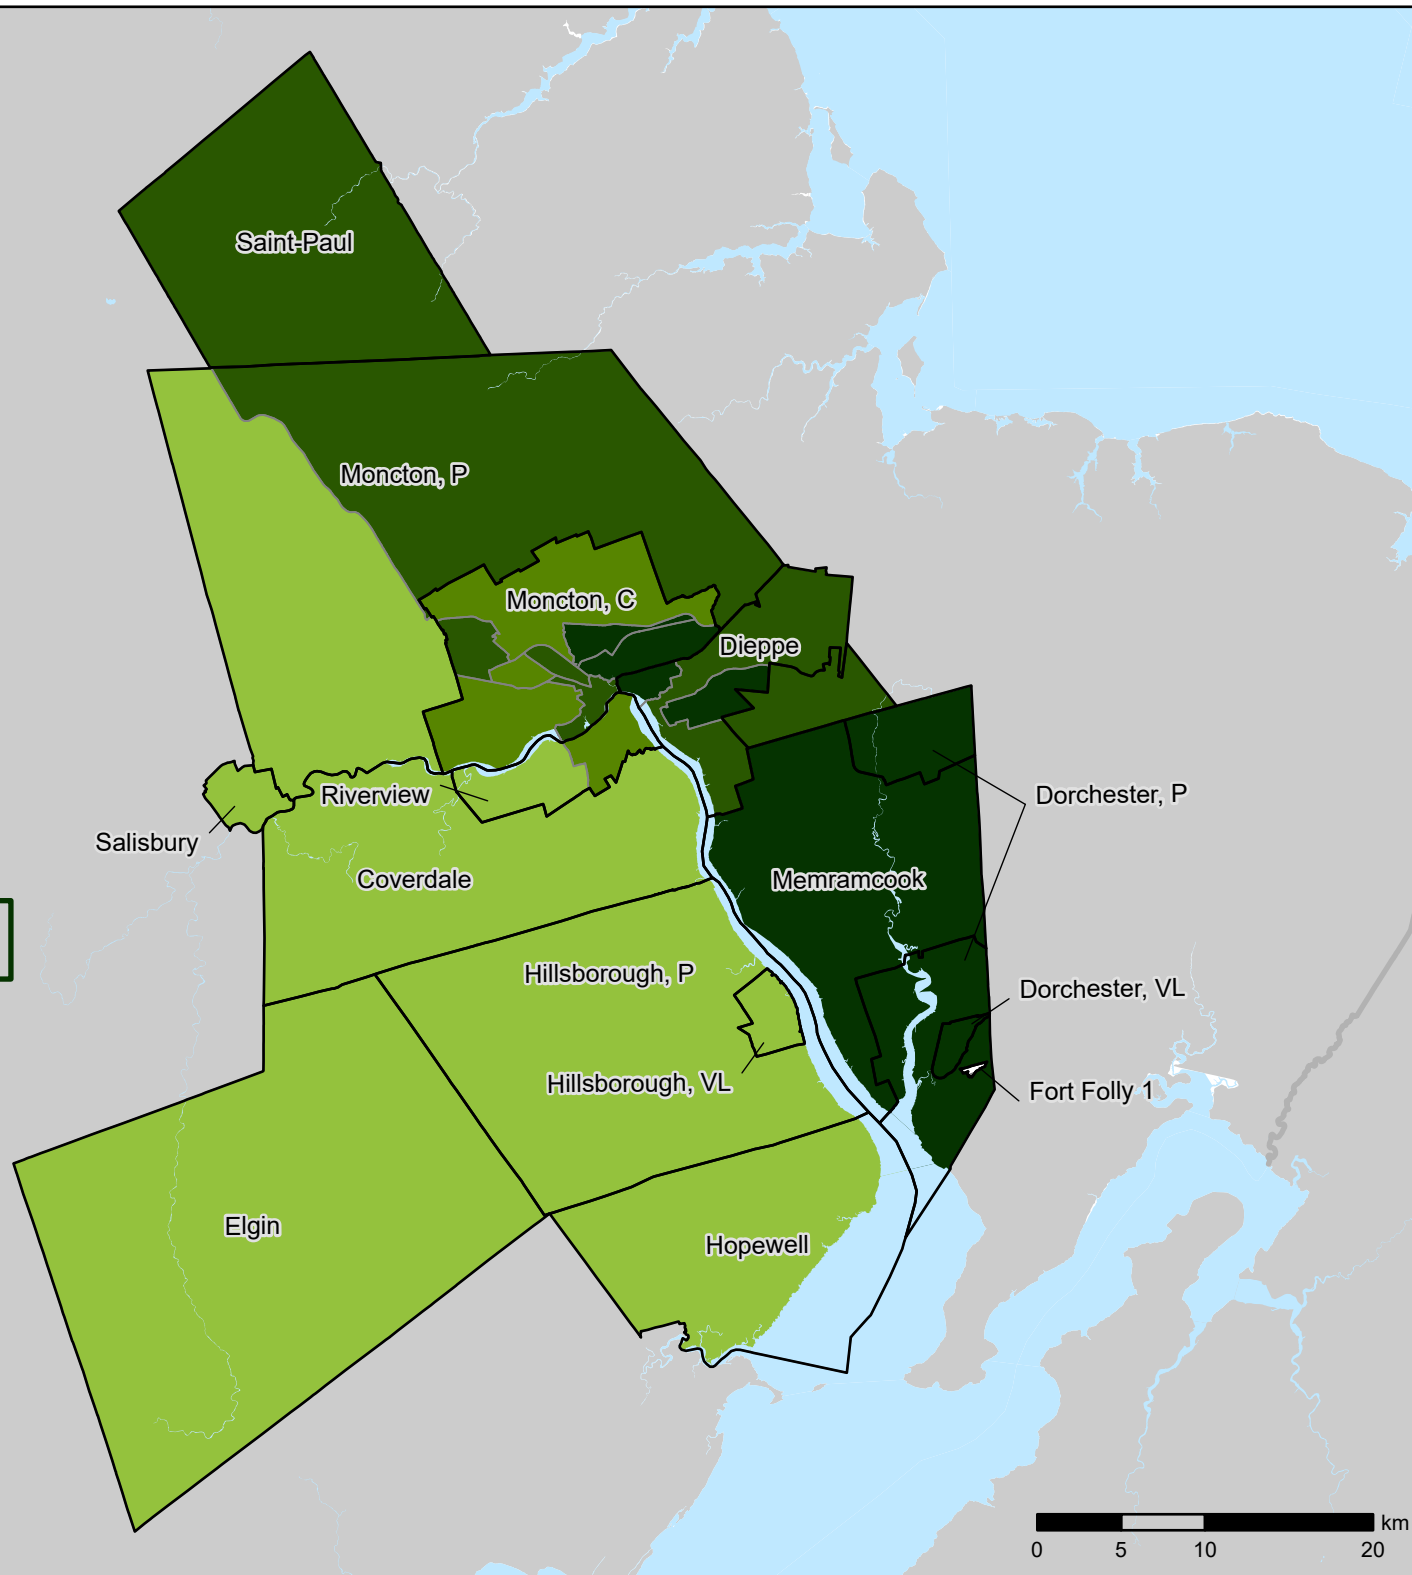 Saint-Paul
Moncton, P
Moncton, C
Dieppe
Dorchester, P
Riverview
Salisbury
Coverdale
Memramcook
Hillsborough, P
Dorchester, VL
Hillsborough, VL
Fort Folly 1
Elgin
Hopewell
km
0 5 10 20